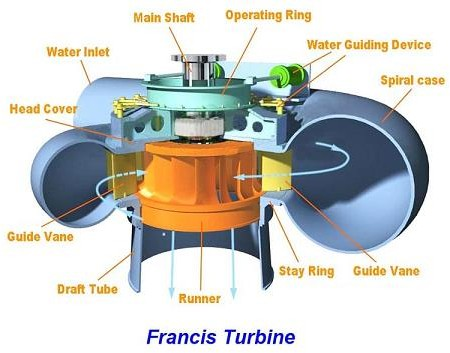 Main Shaft
Operating Ring
Water Inlet
Water Guiding Device
Spiral case
Head Cover
Guide Vane
Stay Ring
Guide Vane
Draft Tube
Runner
Francis Turbine